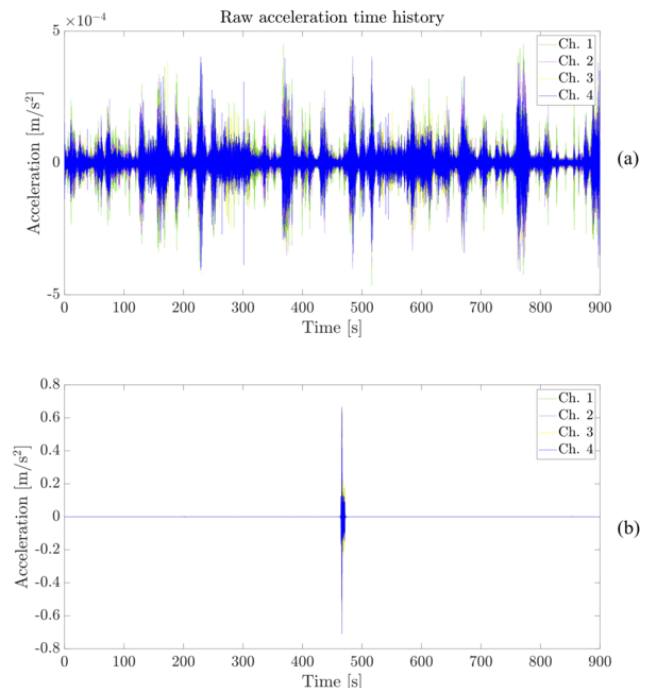 Raw acceleration time history
×10⁻⁴
5
0
-5
Acceleration [m/s²]
Ch. 1
Ch. 2
Ch. 3
Ch. 4
(a)
0 100 200 300 400 500 600 700 800 900
Time [s]
0.8
0.6
0.4
0.2
0
-0.2
-0.4
-0.6
-0.8
Acceleration [m/s²]
Ch. 1
Ch. 2
Ch. 3
Ch. 4
(b)
0 100 200 300 400 500 600 700 800 900
Time [s]